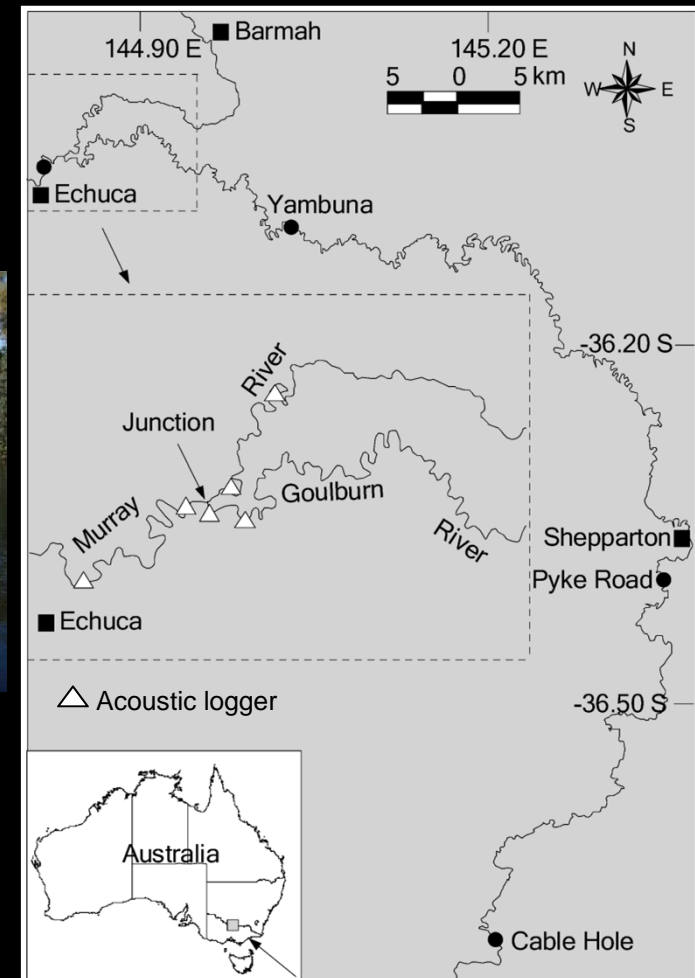 Barmah
144.90 E
145.20 E
5 0 5 km
N
W E
S
Echuca
Yambuna
-36.20 S
River
Junction
Murray
Goulburn
River
Shepparton
Pyke Road
Echuca
-36.50 S
Acoustic logger
Australia
Cable Hole